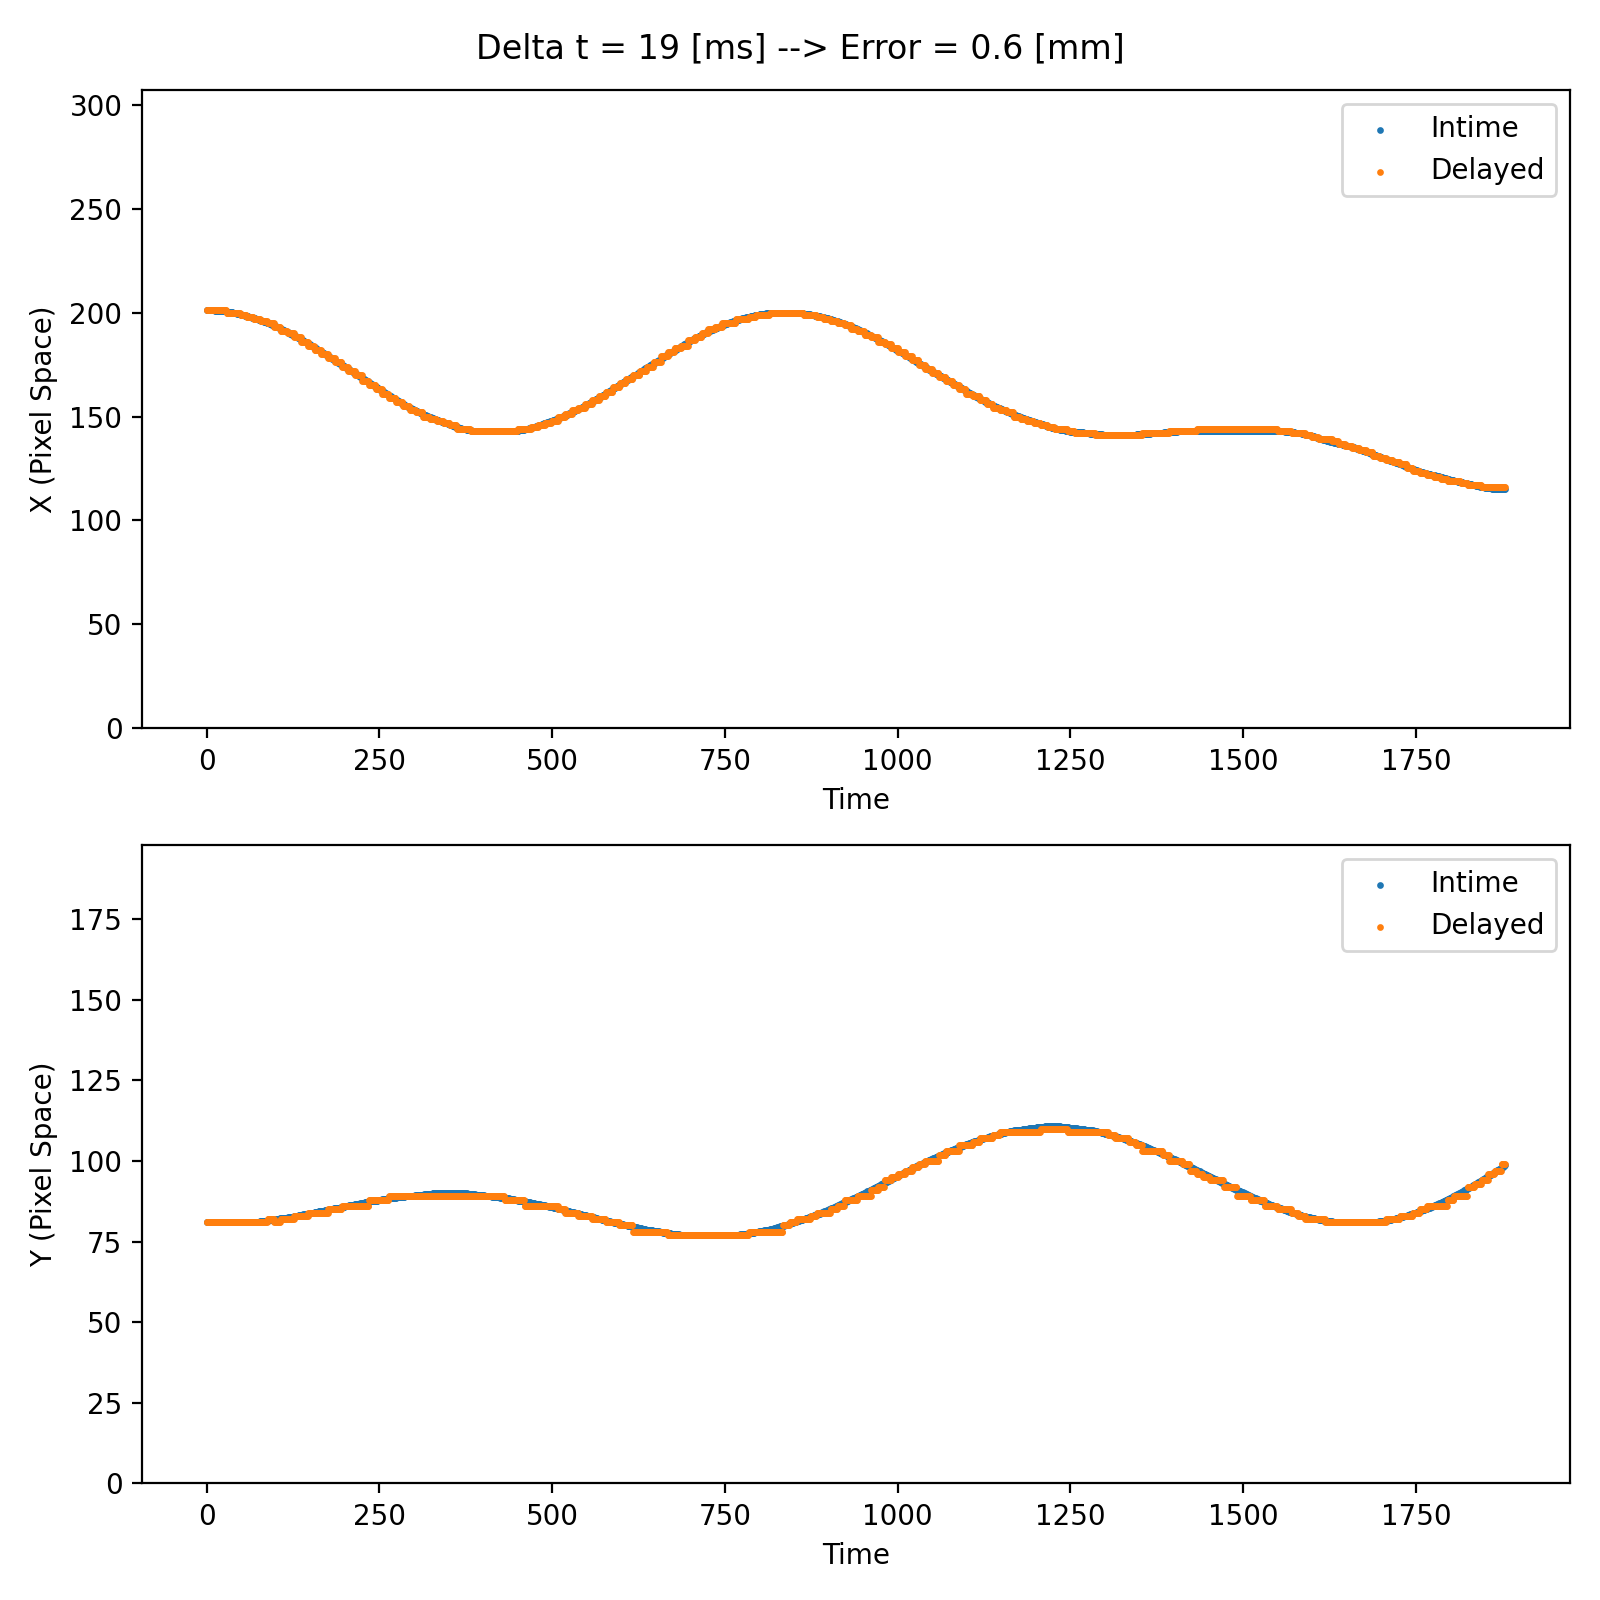 Delta t = 19 [ms] --> Error = 0.6 [mm]
300
250
200
150
100
50
0
X (Pixel Space)
Intime
Delayed
0 250 500 750 1000 1250 1500 1750
Time
175
150
125
100
75
50
25
0
Y (Pixel Space)
Intime
Delayed
0 250 500 750 1000 1250 1500 1750
Time